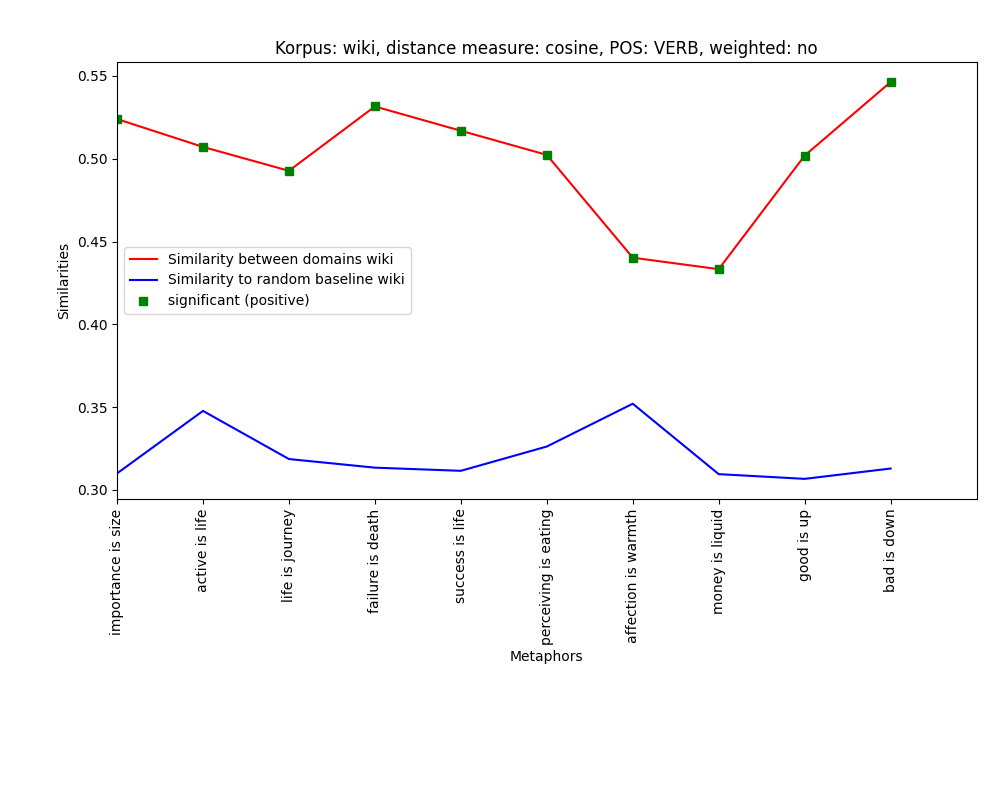 Korpus: wiki, distance measure: cosine, POS: VERB, weighted: no
0.55
0.50
0.45
0.40
0.35
0.30
Similarities
Similarity between domains wiki
Similarity to random baseline wiki
significant (positive)
importance is size
active is life
life is journey
failure is death
success is life
perceiving is eating
affection is warmth
money is liquid
good is up
bad is down
Metaphors